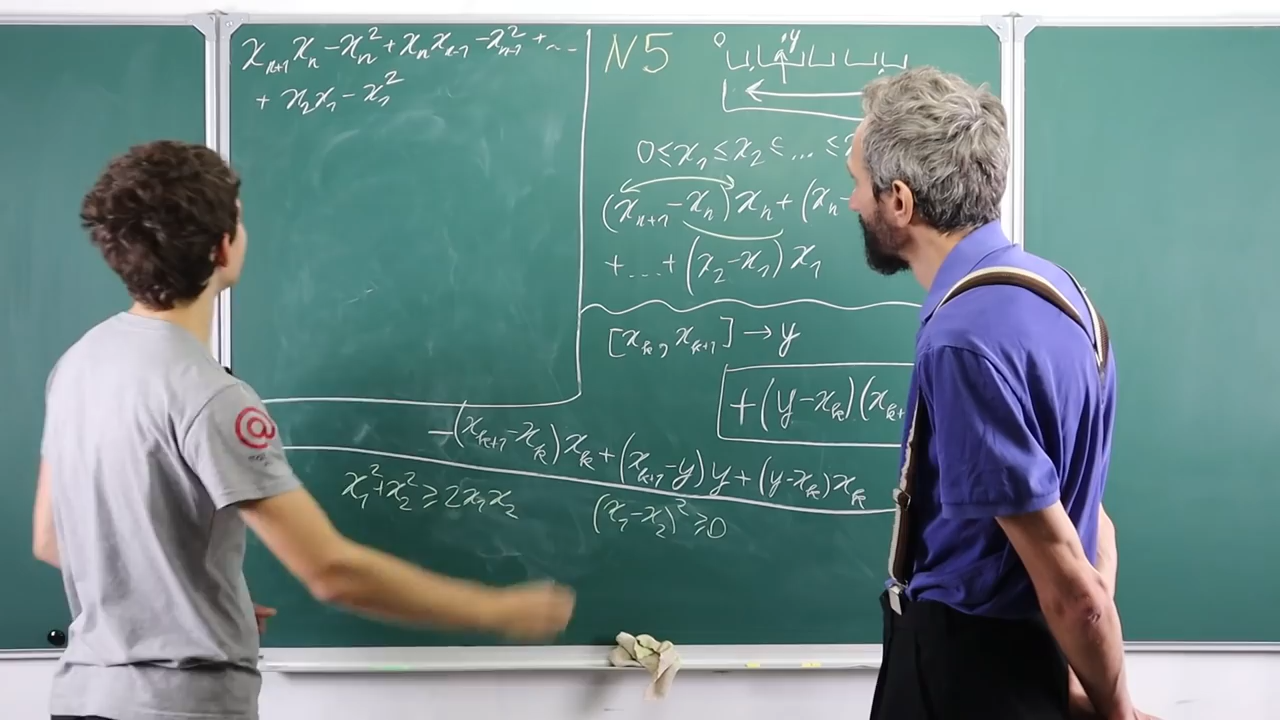 x_{n+1}x_n - x_n^2 + x_n x_{n-1} - x_{n-1}^2 + ...
+ x_2x_1 - x_1^2
N5
0 y
0 ≤ x_1 ≤ x_2 ≤ ... ≤
(x_{n+1} - x_n)x_n + (x_n
+ ... + (x_2 - x_1) x_1
[x_k, x_{k+1}] → y
+(y - x_k)(x_{k+
-(x_{k+1} - x_k)x_k + (x_{k+1} - y)y + (y - x_k)x_k
x_1^2 + x_2^2 ≥ 2x_1x_2 (x_1 - x_2)^2 ≥ 0
@